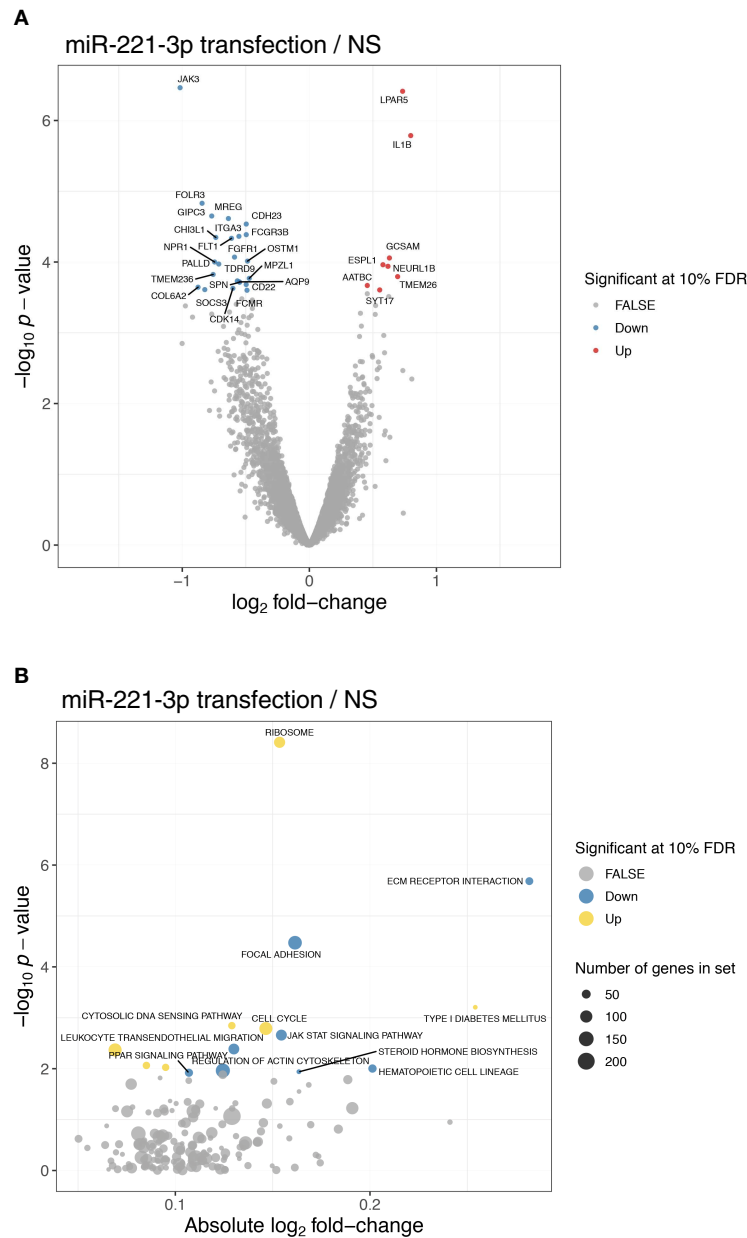 A
miR-221-3p transfection / NS
JAK3
LPAR5
IL1B
FOLR3
GIPC3
MREG
CDH23
CHI3L1
ITGA3
FCGR3B
NPR1
FLT1
FGFR1
OSTM1
GCSAM
PALLD
TDRD9
MPZL1
ESPL1
NEURL1B
TMEM236
SPN
AQP9
AATBC
TMEM26
COL6A2
SOCS3
FCMR
CD22
SYT17
CDK14
6
4
2
0
−1
0
1
−log10 p − value
log2 fold−change
Significant at 10% FDR
FALSE
Down
Up
B
miR-221-3p transfection / NS
RIBOSOME
ECM RECEPTOR INTERACTION
FOCAL ADHESION
TYPE I DIABETES MELLITUS
CYTOSOLIC DNA SENSING PATHWAY
CELL CYCLE
LEUKOCYTE TRANSENDOTHELIAL MIGRATION
JAK STAT SIGNALING PATHWAY
PPAR SIGNALING PATHWAY
REGULATION OF ACTIN CYTOSKELETON
STEROID HORMONE BIOSYNTHESIS
HEMATOPOIETIC CELL LINEAGE
8
6
4
2
0
0.1
0.2
−log10 p − value
Absolute log2 fold−change
Significant at 10% FDR
FALSE
Down
Up
Number of genes in set
50
100
150
200